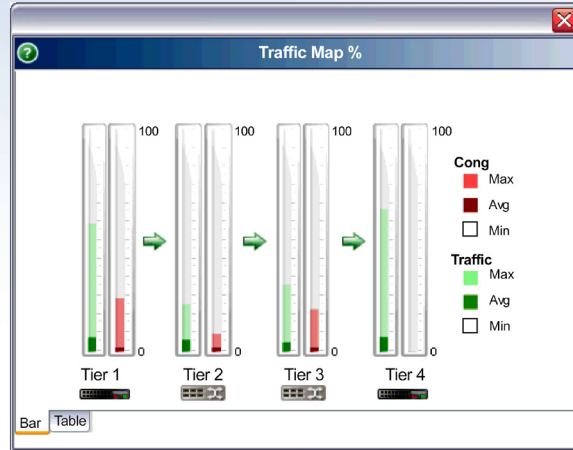 Traffic Map %
100
100
100
100
Cong
Max
Avg
Min
Traffic
Max
Avg
Min
0
0
0
0
Tier 1
Tier 2
Tier 3
Tier 4
Bar
Table